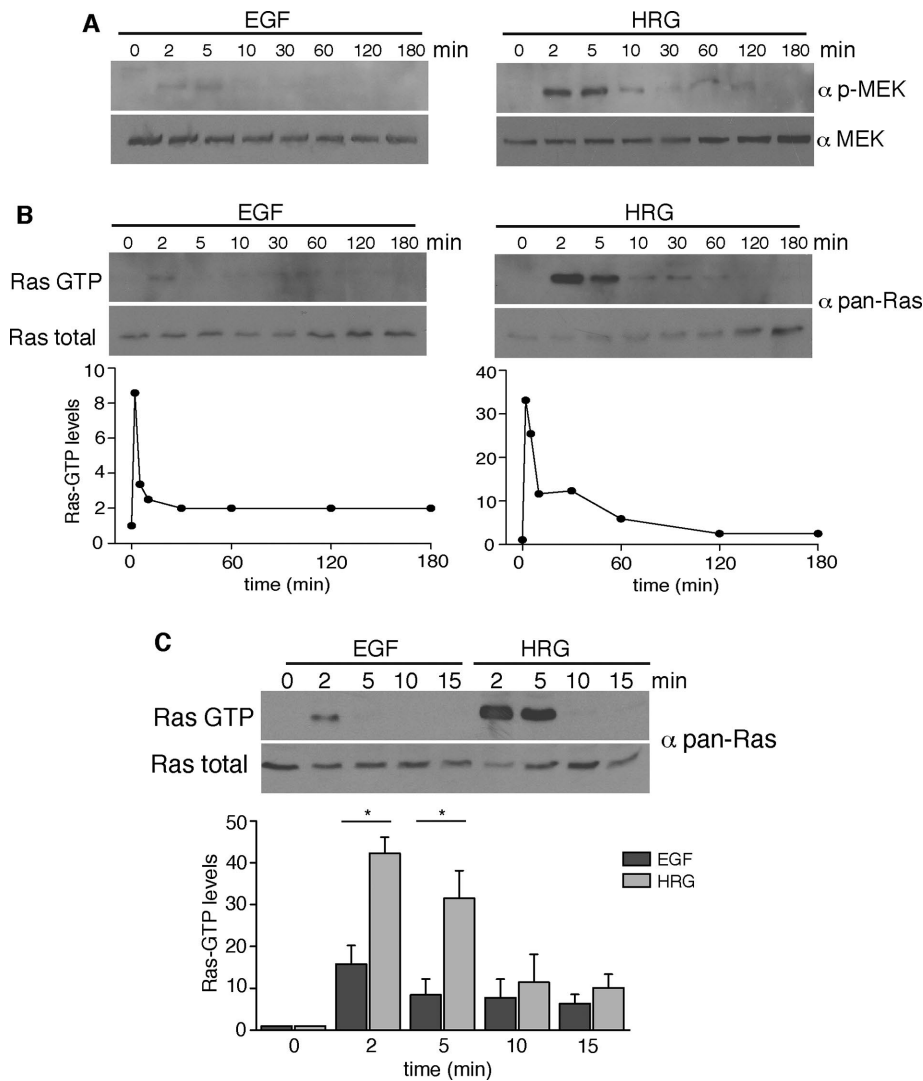 A
EGF
HRG
0 2 5 10 30 60 120 180 min
0 2 5 10 30 60 120 180 min
α p-MEK
α MEK
B
EGF
HRG
0 2 5 10 30 60 120 180 min
0 2 5 10 30 60 120 180 min
Ras GTP
Ras total
α pan-Ras
Ras-GTP levels
10
8
6
4
2
0
0 60 120 180
time (min)
40
30
20
10
0
0 60 120 180
time (min)
C
EGF HRG
0 2 5 10 15 2 5 10 15 min
Ras GTP
Ras total
α pan-Ras
Ras-GTP levels
50
40
30
20
10
0
* *
EGF
HRG
0 2 5 10 15
time (min)